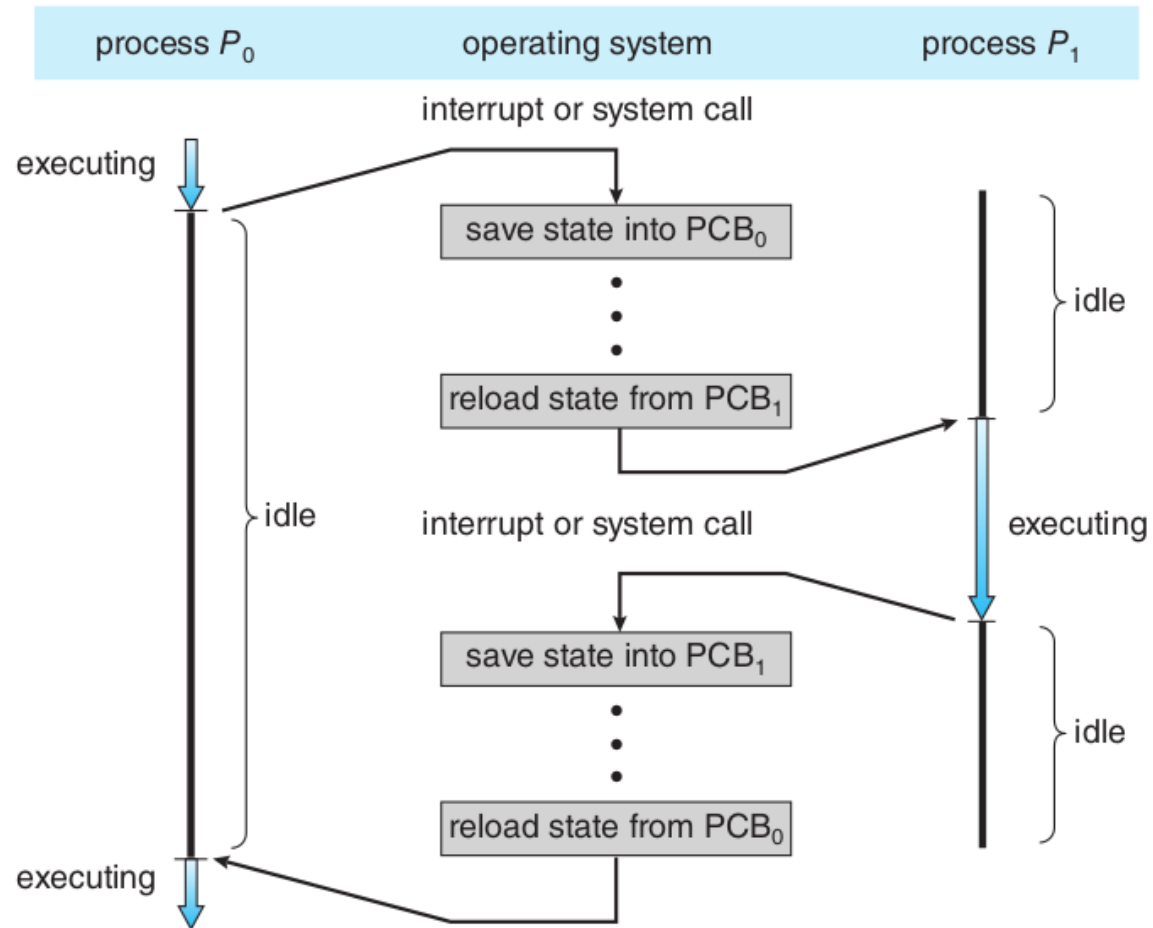 process P₀ operating system process P₁
interrupt or system call
executing
save state into PCB₀
idle
reload state from PCB₁
idle
interrupt or system call
executing
save state into PCB₁
idle
reload state from PCB₀
executing